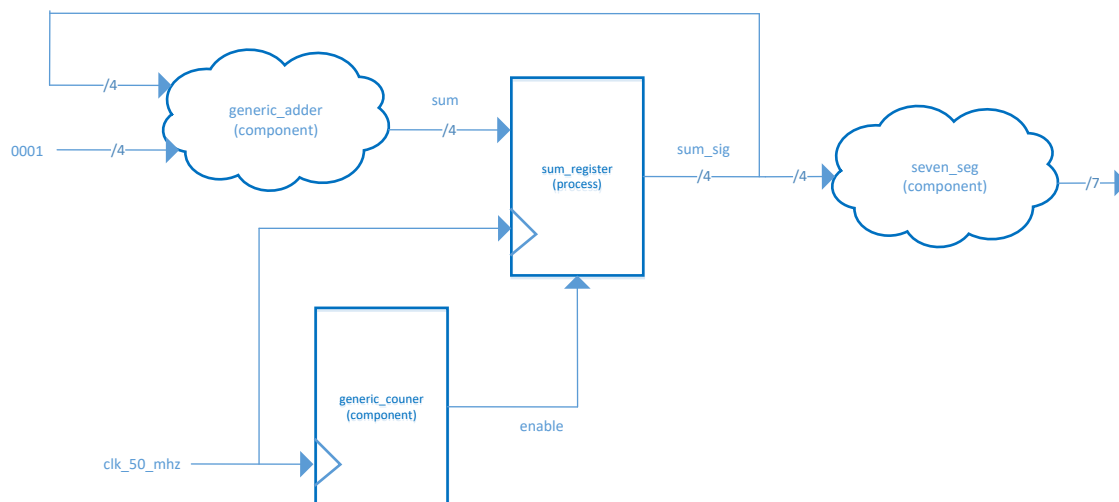 /4
generic_adder
(component)
sum
/4
0001
/4
sum_register
(process)
sum_sig
/4
/4
seven_seg
(component)
/7
generic_couner
(component)
enable
clk_50_mhz